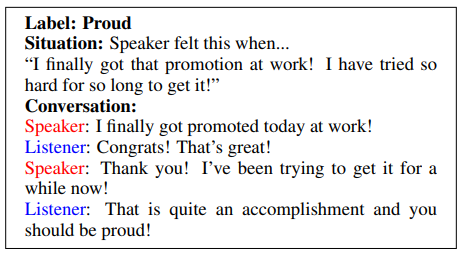 Label: Proud
Situation: Speaker felt this when...
“I finally got that promotion at work! I have tried so
hard for so long to get it!”
Conversation:
Speaker: I finally got promoted today at work!
Listener: Congrats! That’s great!
Speaker: Thank you! I’ve been trying to get it for a
while now!
Listener: That is quite an accomplishment and you
should be proud!